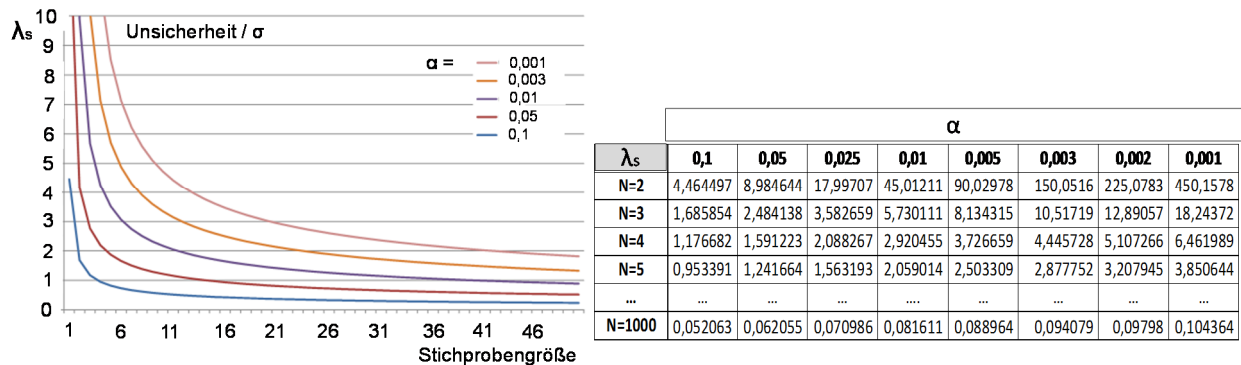 λs
Unsicherheit / σ
α =
0,001
0,003
0,01
0,05
0,1
10
9
8
7
6
5
4
3
2
1
0
1 6 11 16 21 26 31 36 41 46
Stichprobengröße
α
λs 0,1 0,05 0,025 0,01 0,005 0,003 0,002 0,001
N=2 4,464497 8,984644 17,99707 45,01211 90,02978 150,0516 225,0783 450,1578
N=3 1,685854 2,484138 3,582659 5,730111 8,134315 10,51719 12,89057 18,24372
N=4 1,176682 1,591223 2,088267 2,920455 3,726659 4,445728 5,107266 6,461989
N=5 0,953391 1,241664 1,563193 2,059014 2,503309 2,877752 3,207945 3,850644
... ... ... ... .... ... ... ... ...
N=1000 0,052063 0,062055 0,070986 0,081611 0,088964 0,094079 0,09798 0,104364